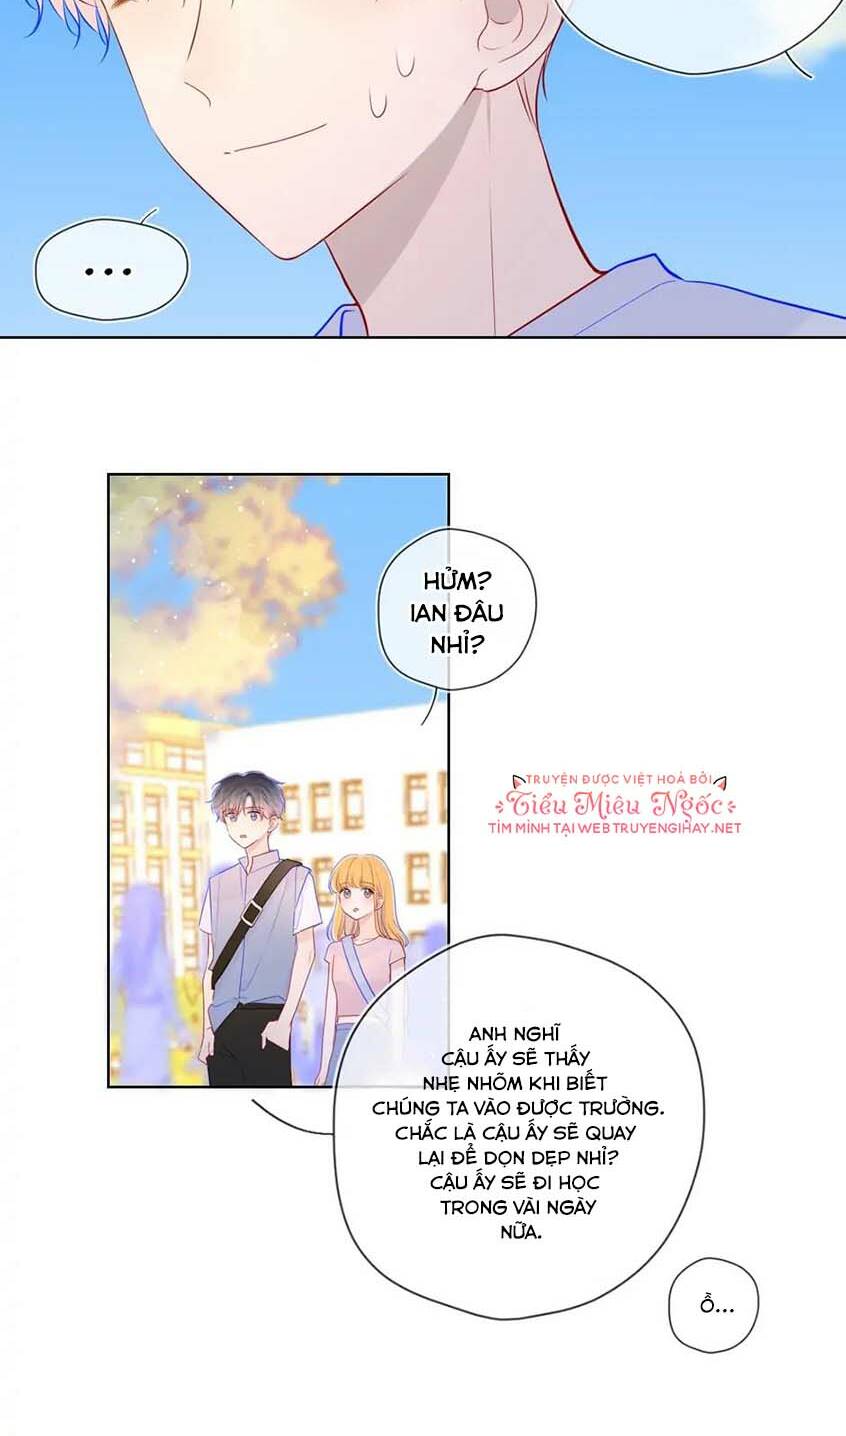 ...
HỬM?
IAN ĐÂU
NHỈ?
TRUYỆN ĐƯỢC VIỆT HOÁ BỞI
TIỂU MIÊU NGỐC
TÌM MÌNH TẠI WEBTRUYENGIHAY.NET
ANH NGHĨ
CẬU ẤY SẼ THẤY
NHẸ NHÕM KHI BIẾT
CHÚNG TA VÀO ĐƯỢC TRƯỜNG.
CHẮC LÀ CẬU ẤY SẼ QUAY
LẠI ĐỂ DỌN DẸP NHỈ?
CẬU ẤY SẼ ĐI HỌC
TRONG VÀI NGÀY
NỮA.
Ồ...